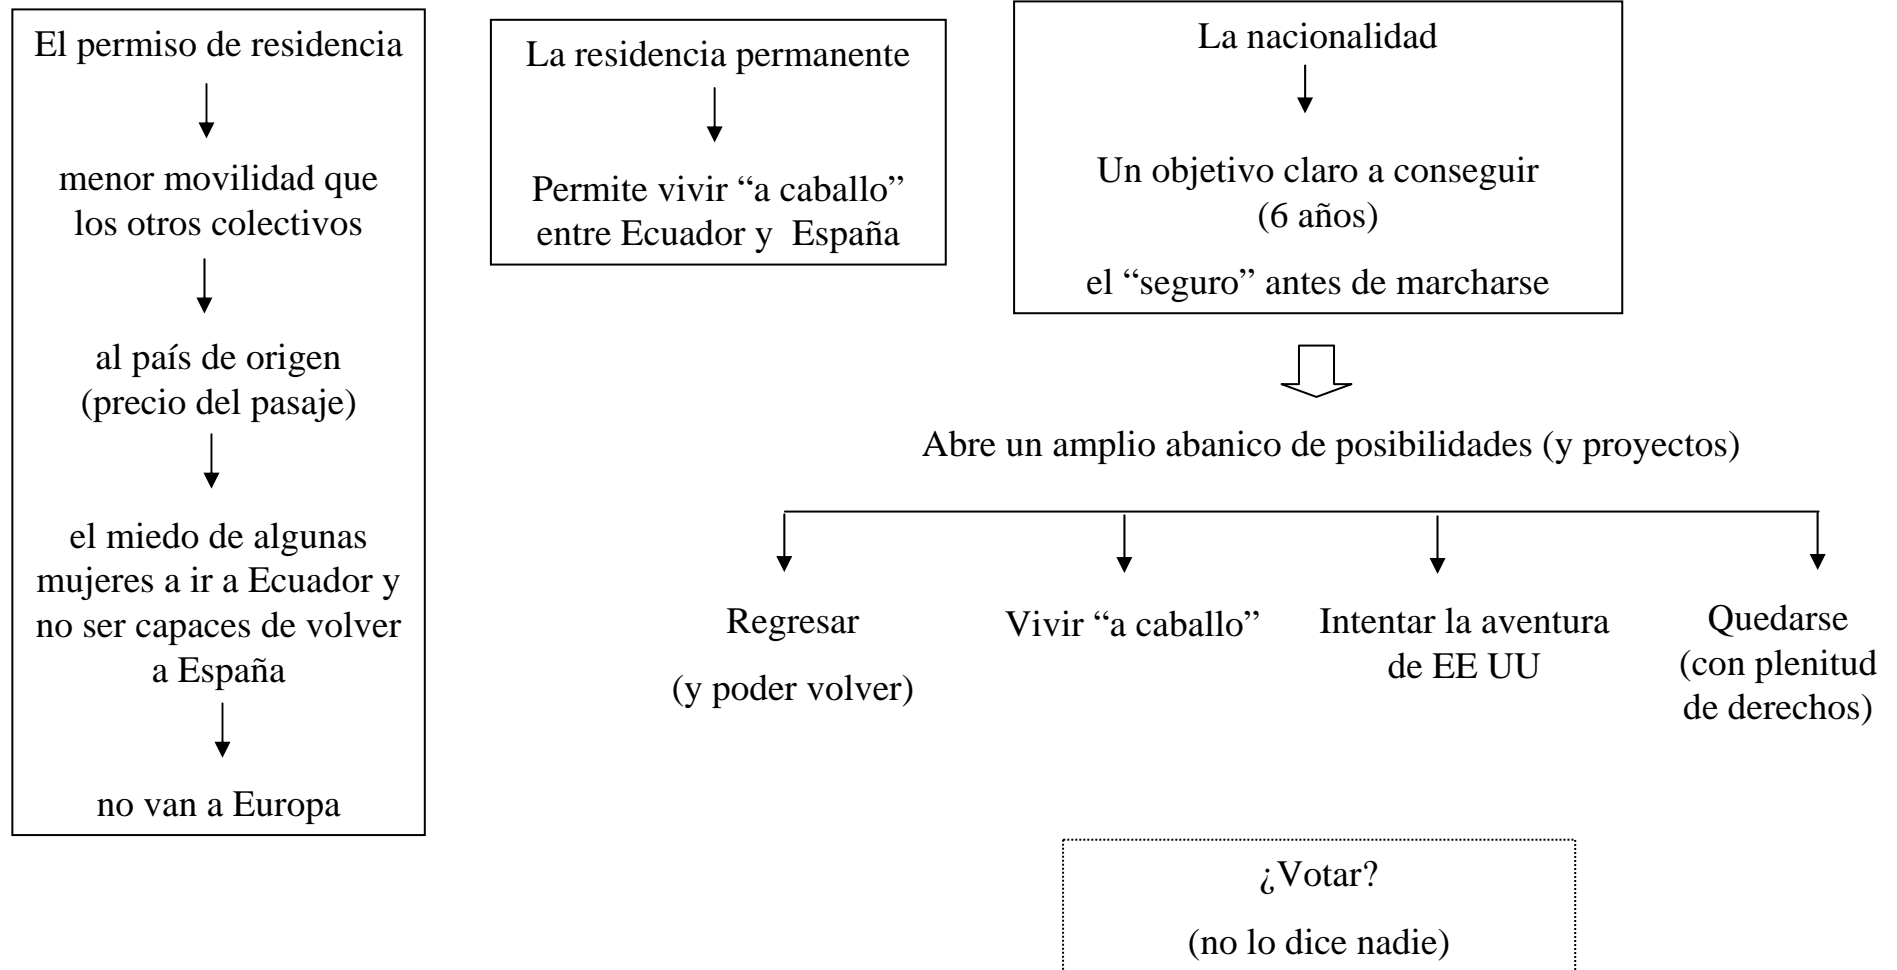 El permiso de residencia
menor movilidad que
los otros colectivos
al país de origen
(precio del pasaje)
el miedo de algunas
mujeres a ir a Ecuador y
no ser capaces de volver
a España
no van a Europa
La residencia permanente
Permite vivir “a caballo”
entre Ecuador y España
La nacionalidad
Un objetivo claro a conseguir
(6 años)
el “seguro” antes de marcharse
Abre un amplio abanico de posibilidades (y proyectos)
Regresar
(y poder volver)
Vivir “a caballo”
Intentar la aventura
de EE UU
Quedarse
(con plenitud
de derechos)
¿Votar?
(no lo dice nadie)